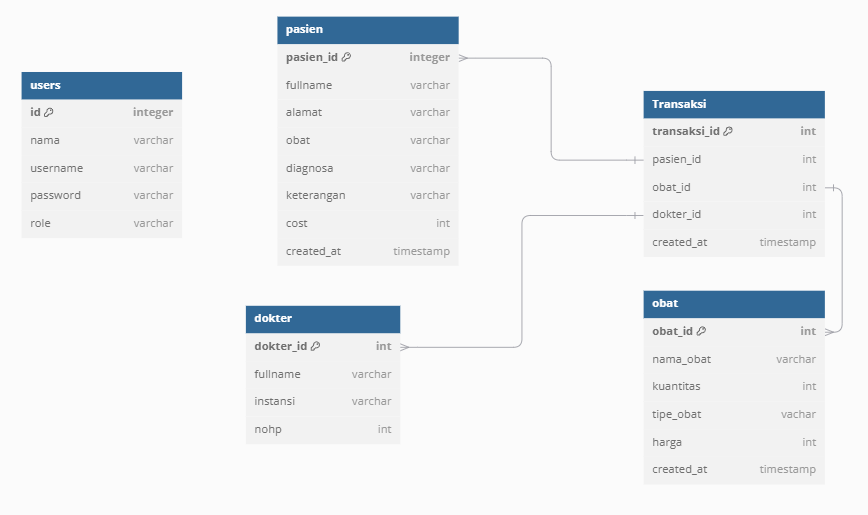 users
id integer
nama varchar
username varchar
password varchar
role varchar
pasien
pasien_id integer
fullname varchar
alamat varchar
obat varchar
diagnosa varchar
keterangan varchar
cost int
created_at timestamp
dokter
dokter_id int
fullname varchar
instansi varchar
nohp int
Transaksi
transaksi_id int
pasien_id int
obat_id int
dokter_id int
created_at timestamp
obat
obat_id int
nama_obat varchar
kuantitas int
tipe_obat vachar
harga int
created_at timestamp